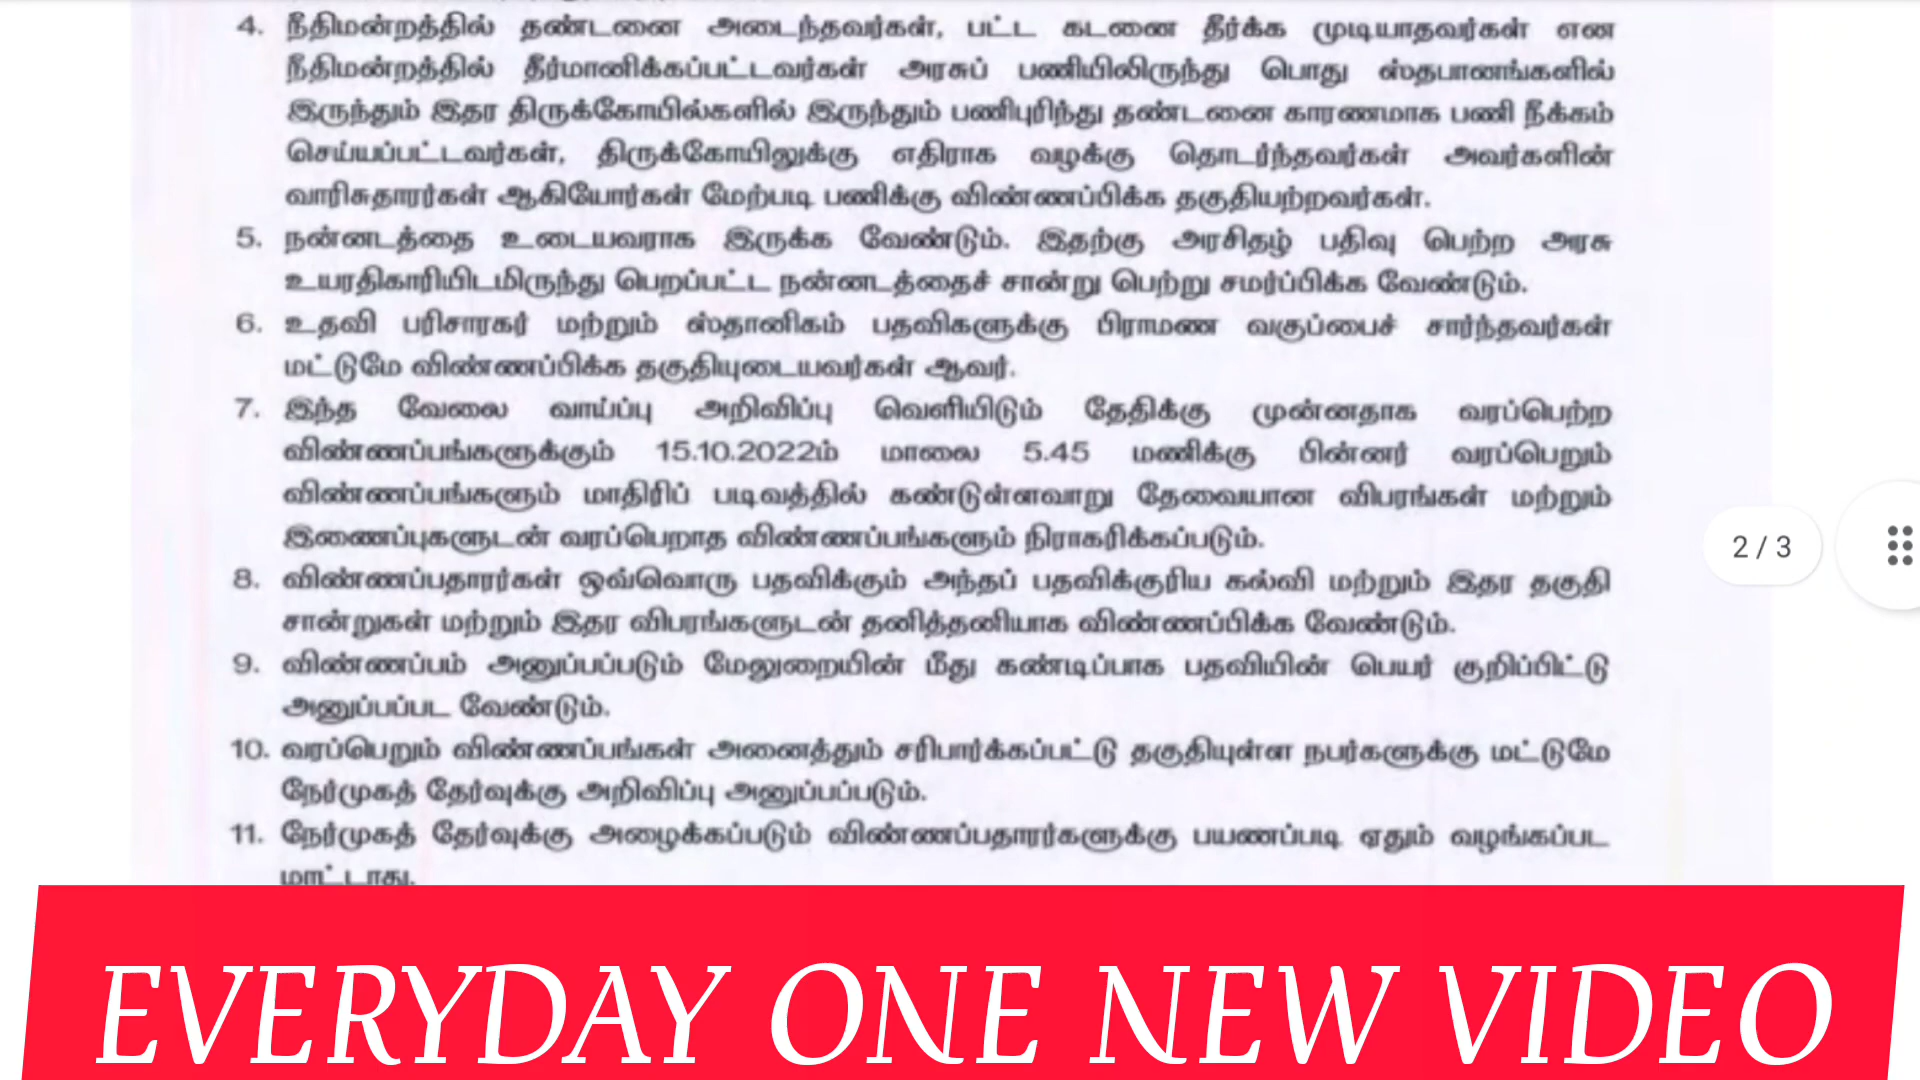 4. நீதிமன்றத்தில் தண்டனை அடைந்தவர்கள், பட்ட கடனை தீர்க்க முடியாதவர்கள் என
நீதிமன்றத்தில் தீர்மானிக்கப்பட்டவர்கள் அரசுப் பணியிலிருந்து பொது ஸ்தபானங்களில்
இருந்தும் இதர திருக்கோயில்களில் இருந்தும் பணிபுரிந்து தண்டனை காரணமாக பணி நீக்கம்
செய்யப்பட்டவர்கள், திருக்கோயிலுக்கு எதிராக வழக்கு தொடர்ந்தவர்கள் அவர்களின்
வாரிசுதாரர்கள் ஆகியோர்கள் மேற்படி பணிக்கு விண்ணப்பிக்க தகுதியற்றவர்கள்.
5. நன்னடத்தை உடையவராக இருக்க வேண்டும். இதற்கு அரசிதழ் பதிவு பெற்ற அரசு
உயரதிகாரியிடமிருந்து பெறப்பட்ட நன்னடத்தைச் சான்று பெற்று சமர்ப்பிக்க வேண்டும்.
6. உதவி பரிசாரகர் மற்றும் ஸ்தானிகம் பதவிகளுக்கு பிராமண வகுப்பைச் சார்ந்தவர்கள்
மட்டுமே விண்ணப்பிக்க தகுதியுடையவர்கள் ஆவர்.
7. இந்த வேலை வாய்ப்பு அறிவிப்பு வெளியிடும் தேதிக்கு முன்னதாக வரப்பெற்ற
விண்ணப்பங்களுக்கும் 15.10.2022ம் மாலை 5.45 மணிக்கு பின்னர் வரப்பெறும்
விண்ணப்பங்களும் மாதிரிப் படிவத்தில் கண்டுள்ளவாறு தேவையான விபரங்கள் மற்றும்
இணைப்புகளுடன் வரப்பெறாத விண்ணப்பங்களும் நிராகரிக்கப்படும்.
8. விண்ணப்பதாரர்கள் ஒவ்வொரு பதவிக்கும் அந்தப் பதவிக்குரிய கல்வி மற்றும் இதர தகுதி
சான்றுகள் மற்றும் இதர விபரங்களுடன் தனித்தனியாக விண்ணப்பிக்க வேண்டும்.
9. விண்ணப்பம் அனுப்பப்படும் மேலுறையின் மீது கண்டிப்பாக பதவியின் பெயர் குறிப்பிட்டு
அனுப்பப்பட வேண்டும்.
10. வரப்பெறும் விண்ணப்பங்கள் அனைத்தும் சரிபார்க்கப்பட்டு தகுதியுள்ள நபர்களுக்கு மட்டுமே
நேர்முகத் தேர்வுக்கு அறிவிப்பு அனுப்பப்படும்.
11. நேர்முகத் தேர்வுக்கு அழைக்கப்படும் விண்ணப்பதாரர்களுக்கு பயணப்படி ஏதும் வழங்கப்பட
மாட்டாது.
2 / 3
EVERYDAY ONE NEW VIDEO